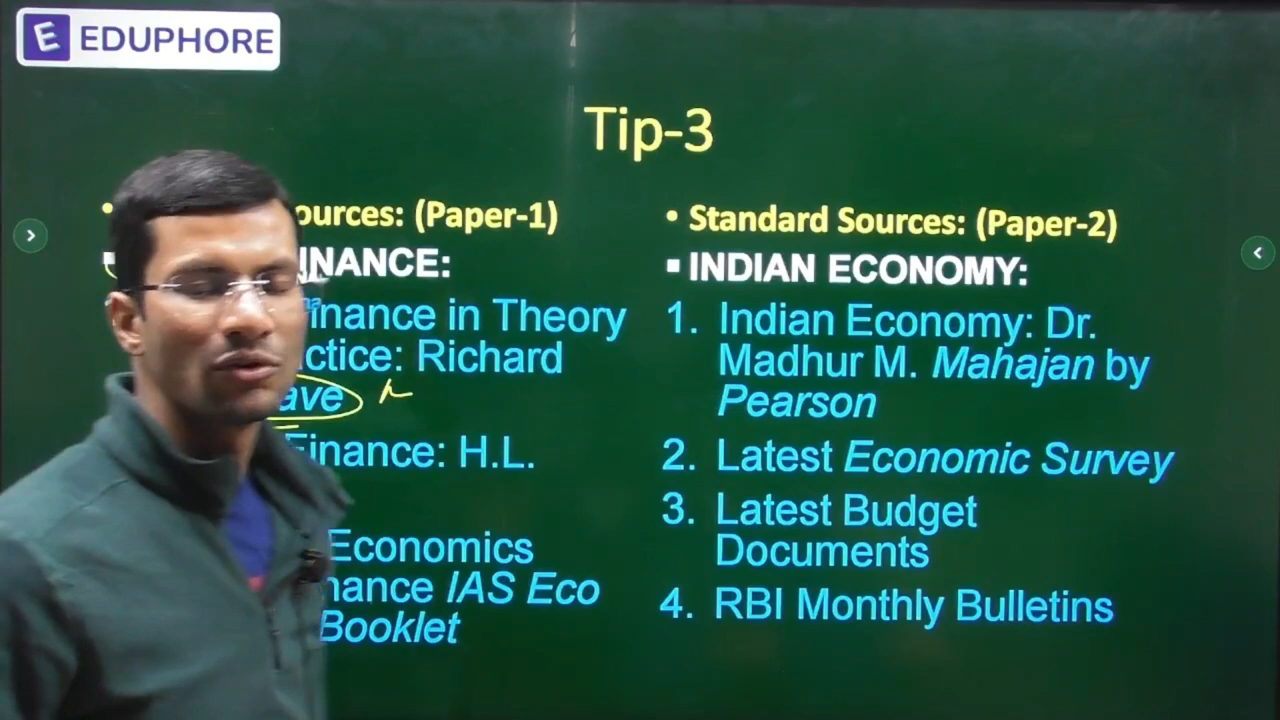 E EDUPHORE
Tip-3
ources: (Paper-1)
INANCE:
inance in Theory
ctice: Richard
ave
Finance: H.L.
Economics
nance IAS Eco
Booklet
• Standard Sources: (Paper-2)
▪ INDIAN ECONOMY:
1. Indian Economy: Dr.
Madhur M. Mahajan by
Pearson
2. Latest Economic Survey
3. Latest Budget
Documents
4. RBI Monthly Bulletins